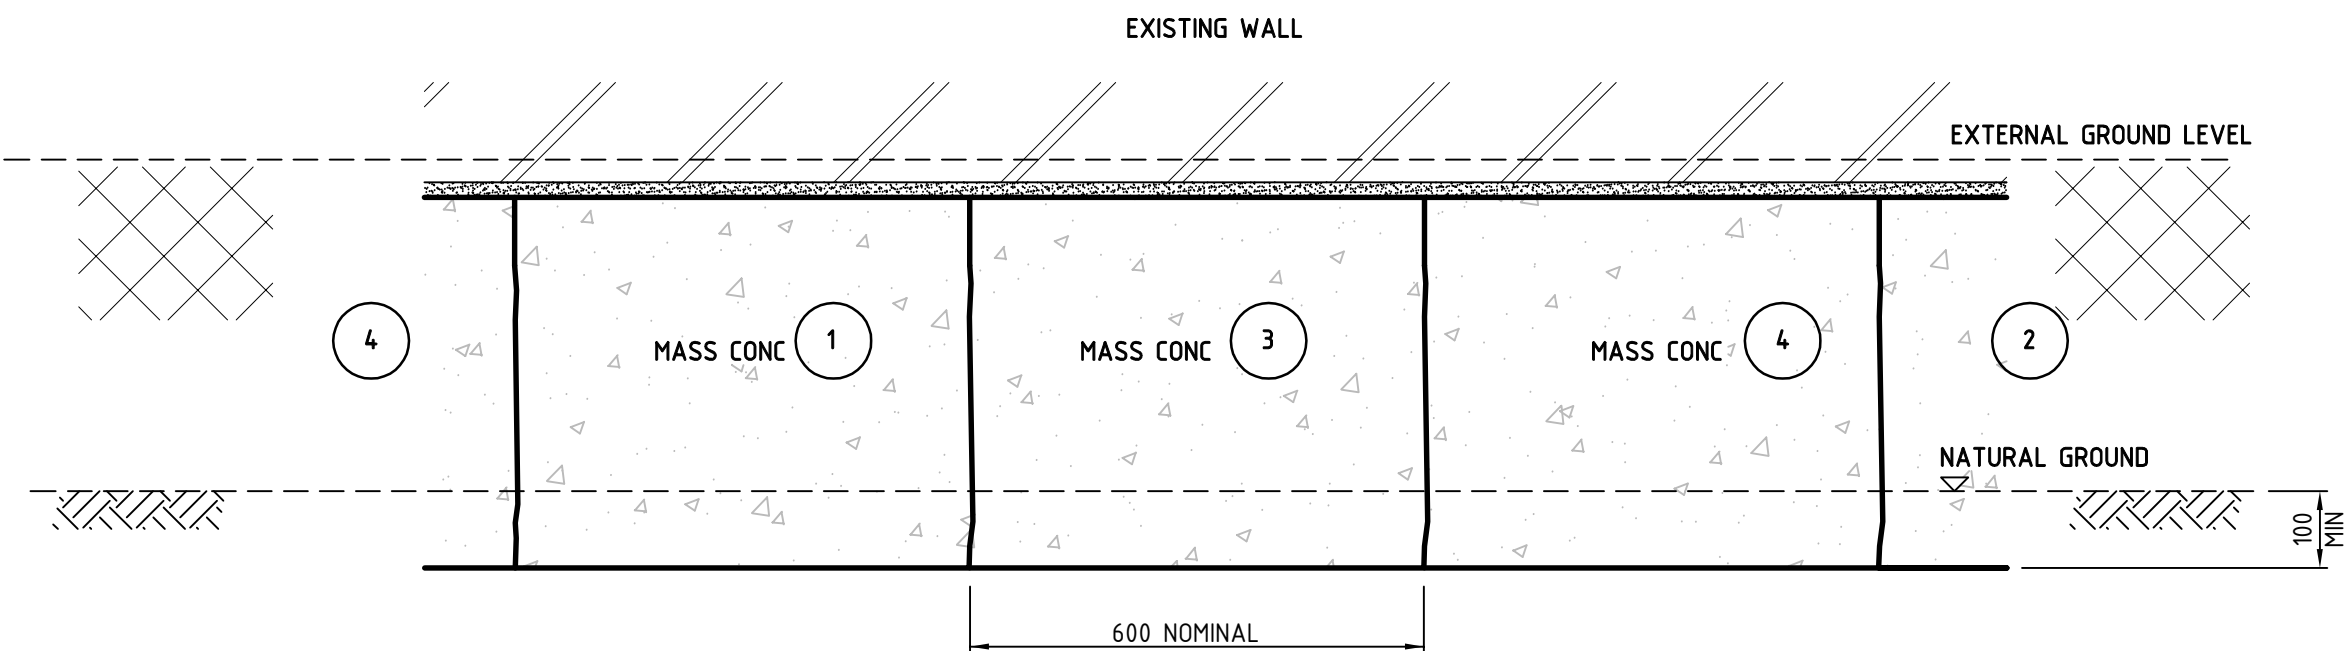 EXISTING WALL
EXTERNAL GROUND LEVEL
4
MASS CONC 1
MASS CONC 3
MASS CONC 4
2
NATURAL GROUND
100
MIN
600 NOMINAL